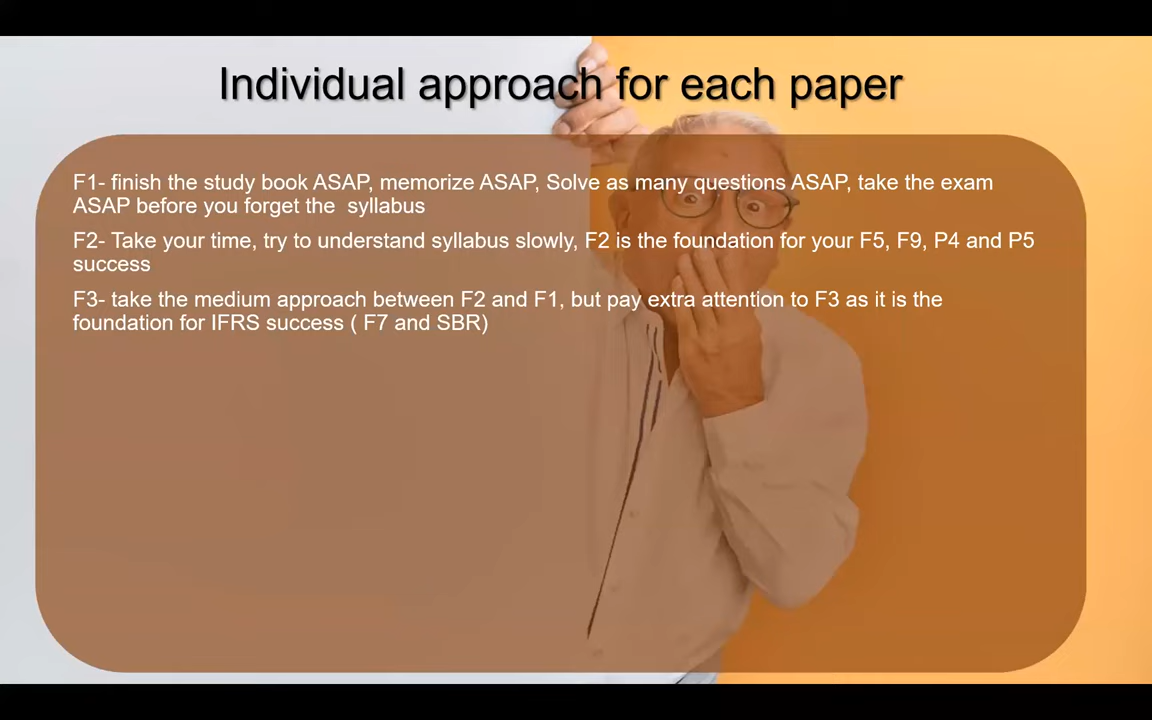 Individual approach for each paper
F1- finish the study book ASAP, memorize ASAP, Solve as many questions ASAP, take the exam
ASAP before you forget the  syllabus
F2- Take your time, try to understand syllabus slowly, F2 is the foundation for your F5, F9, P4 and P5
success
F3- take the medium approach between F2 and F1, but pay extra attention to F3 as it is the
foundation for IFRS success ( F7 and SBR)